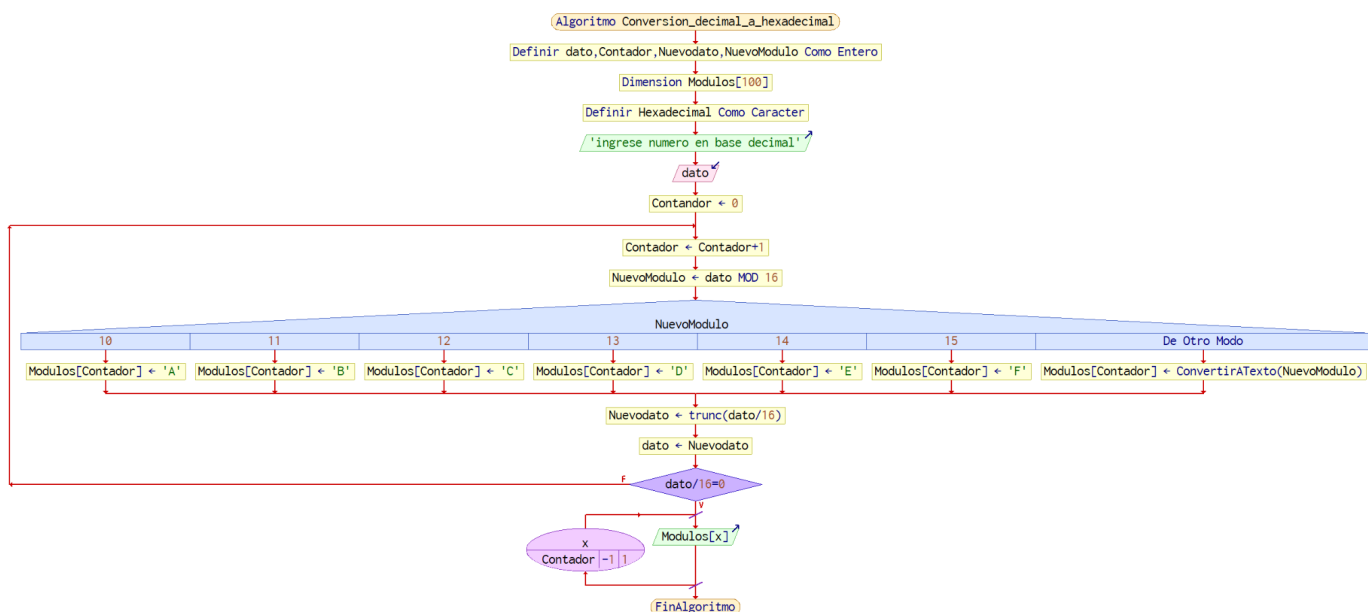 Algoritmo Conversion_decimal_a_hexadecimal
Definir dato,Contador,Nuevodato,NuevoModulo Como Entero
Dimension Modulos[100]
Definir Hexadecimal Como Caracter
'ingrese numero en base decimal'
dato
Contandor ← 0
Contador ← Contador+1
NuevoModulo ← dato MOD 16
NuevoModulo
10 11 12 13 14 15 De Otro Modo
Modulos[Contador] ← 'A' Modulos[Contador] ← 'B' Modulos[Contador] ← 'C' Modulos[Contador] ← 'D' Modulos[Contador] ← 'E' Modulos[Contador] ← 'F' Modulos[Contador] ← ConvertirATexto(NuevoModulo)
Nuevodato ← trunc(dato/16)
dato ← Nuevodato
F dato/16=0
V
Modulos[x]
x
Contador -1 1
FinAlgoritmo